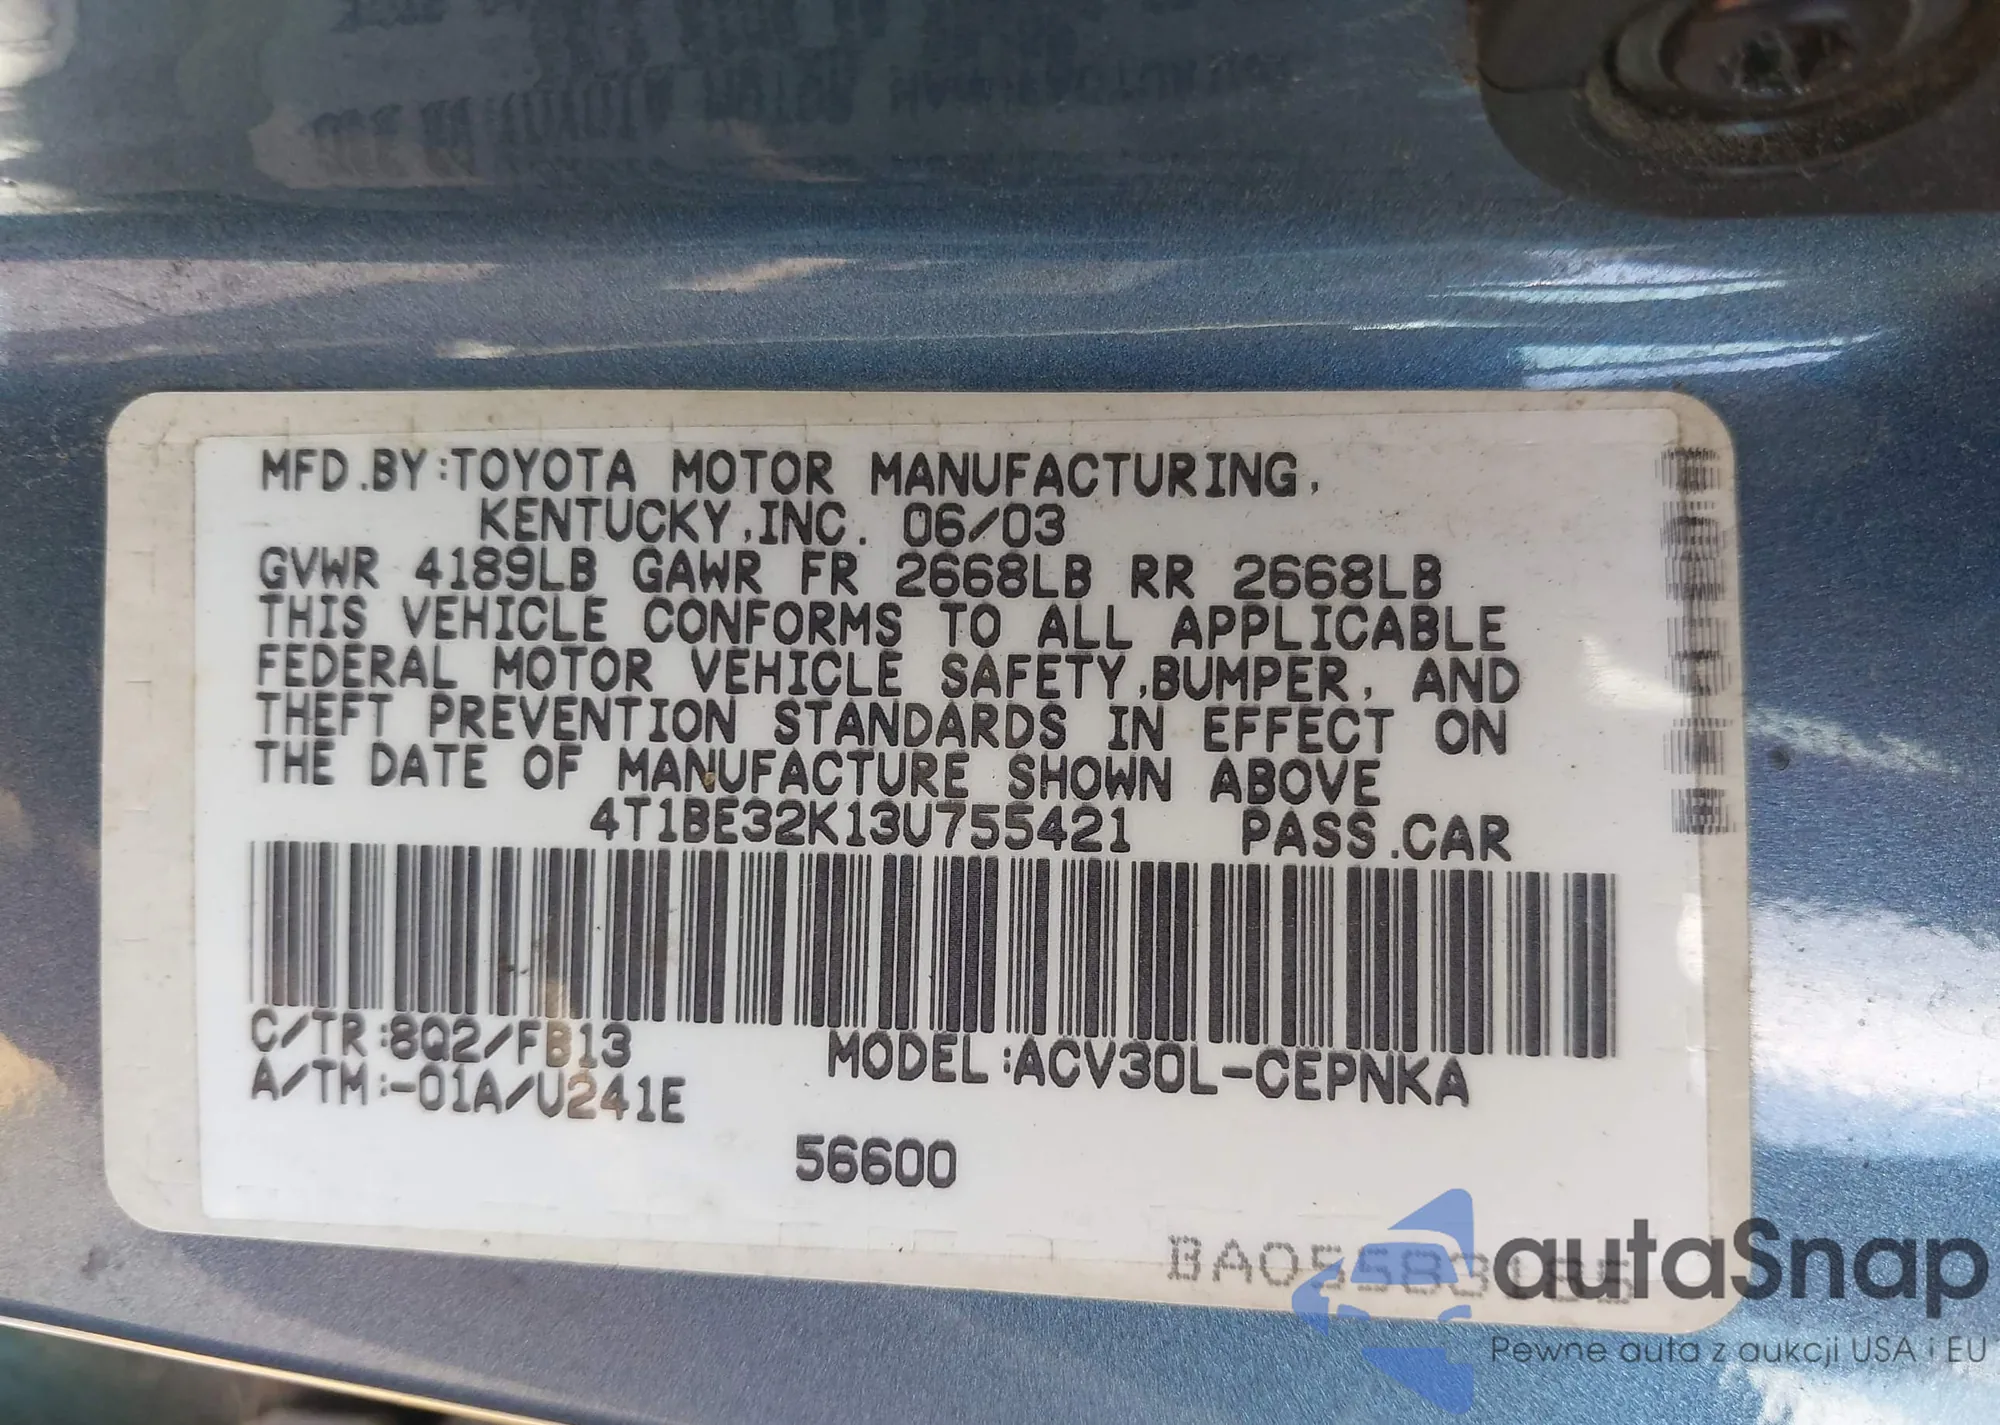 MFD.BY:TOYOTA MOTOR MANUFACTURING,
KENTUCKY,INC. 06/03
GVWR 4189LB GAWR FR 2668LB RR 2668LB
THIS VEHICLE CONFORMS TO ALL APPLICABLE
FEDERAL MOTOR VEHICLE SAFETY,BUMPER, AND
THEFT PREVENTION STANDARDS IN EFFECT ON
THE DATE OF MANUFACTURE SHOWN ABOVE
4T1BE32K13U755421 PASS.CAR
C/TR:8Q2/FB13
MODEL:ACV30L-CEPNKA
A/TM:-01A/U241E
56600
autaSnap
Pewne auta z aukcji USA i EU